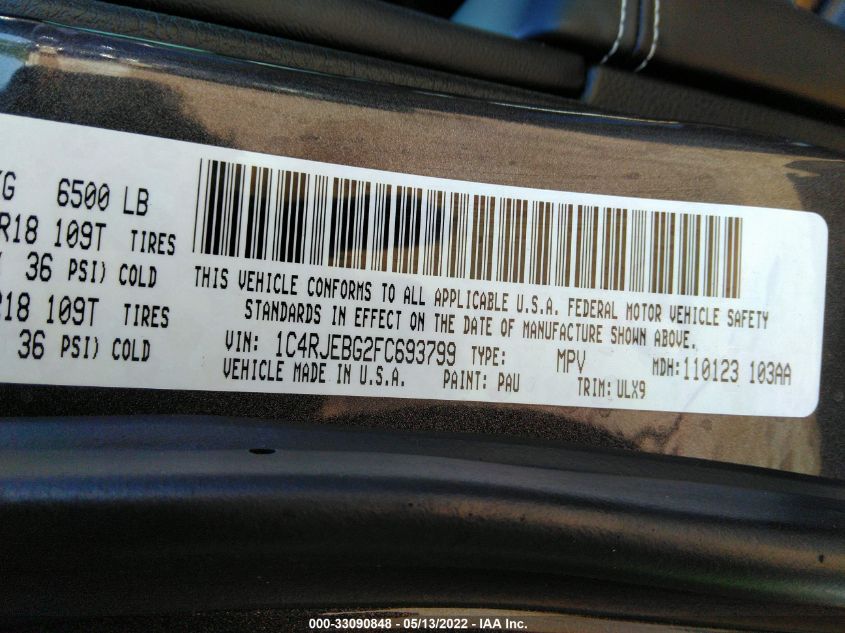 KG 6500 LB
R18 109T TIRES
36 PSI) COLD
R18 109T TIRES
36 PSI) COLD
THIS VEHICLE CONFORMS TO ALL APPLICABLE U.S.A. FEDERAL MOTOR VEHICLE SAFETY
STANDARDS IN EFFECT ON THE DATE OF MANUFACTURE SHOWN ABOVE.
VIN: 1C4RJEBG2FC693799 TYPE: MPV MDH:110123 103AA
VEHICLE MADE IN U.S.A. PAINT: PAU TRIM: ULX9
000-33090848 - 05/13/2022 - IAA Inc.